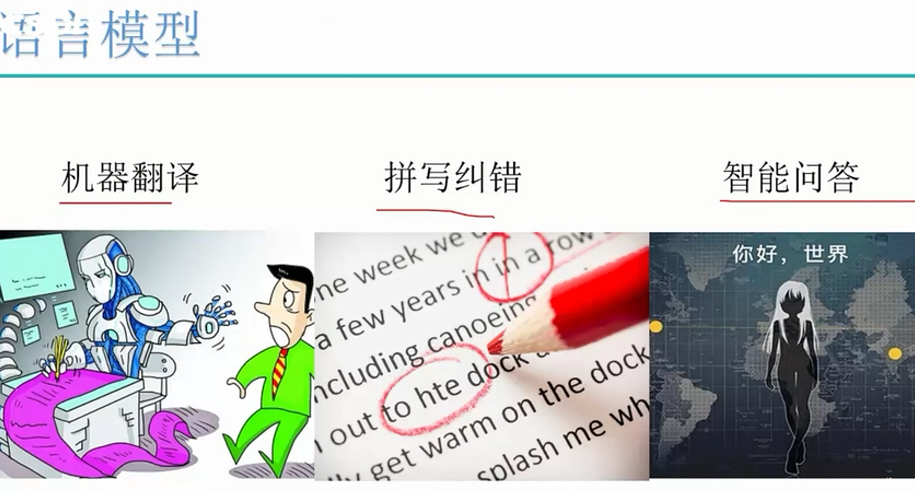 语言模型
机器翻译
拼写纠错
智能问答
one week we
a few years in in a row
including canoeing
out to hte dock
get warm on the dock
splash me wh
你好，世界